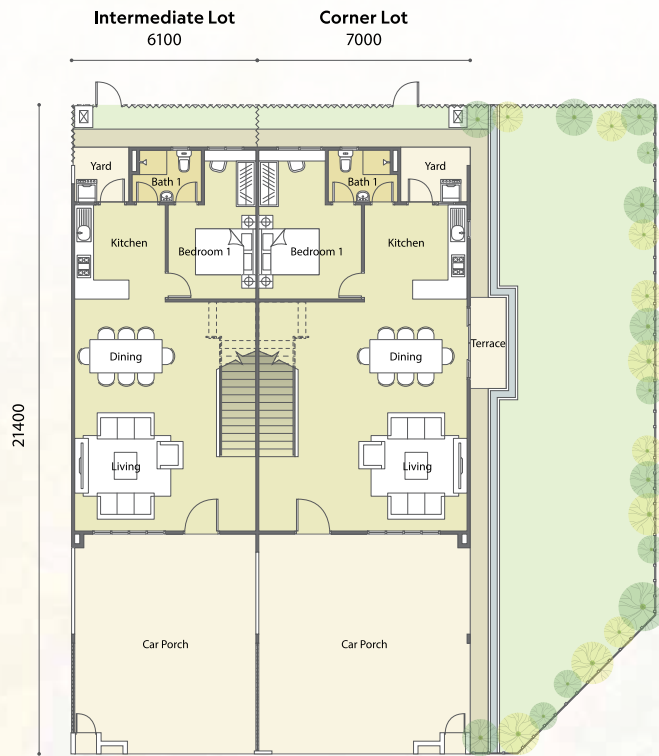 Intermediate Lot
6100
Corner Lot
7000
Yard
Bath 1
Bath 1
Yard
Kitchen
Bedroom 1
Bedroom 1
Kitchen
Dining
Dining
Terrace
21400
Living
Living
Car Porch
Car Porch